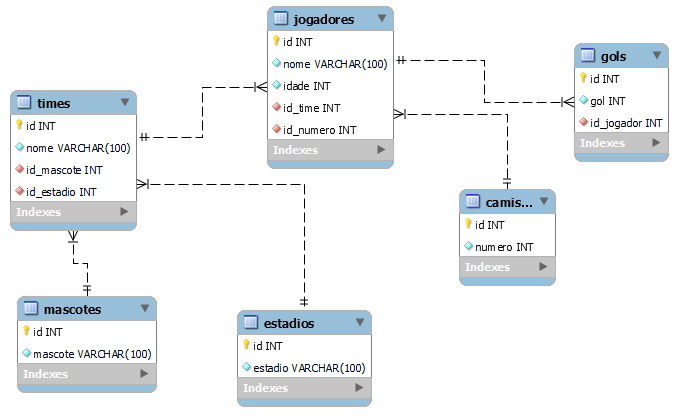 jogadores
id INT
nome VARCHAR(100)
idade INT
id_time INT
id_numero INT
Indexes
gols
id INT
gol INT
id_jogador INT
Indexes
times
id INT
nome VARCHAR(100)
id_mascote INT
id_estadio INT
Indexes
camis...
id INT
numero INT
Indexes
mascotes
id INT
mascote VARCHAR(100)
Indexes
estadios
id INT
estadio VARCHAR(100)
Indexes